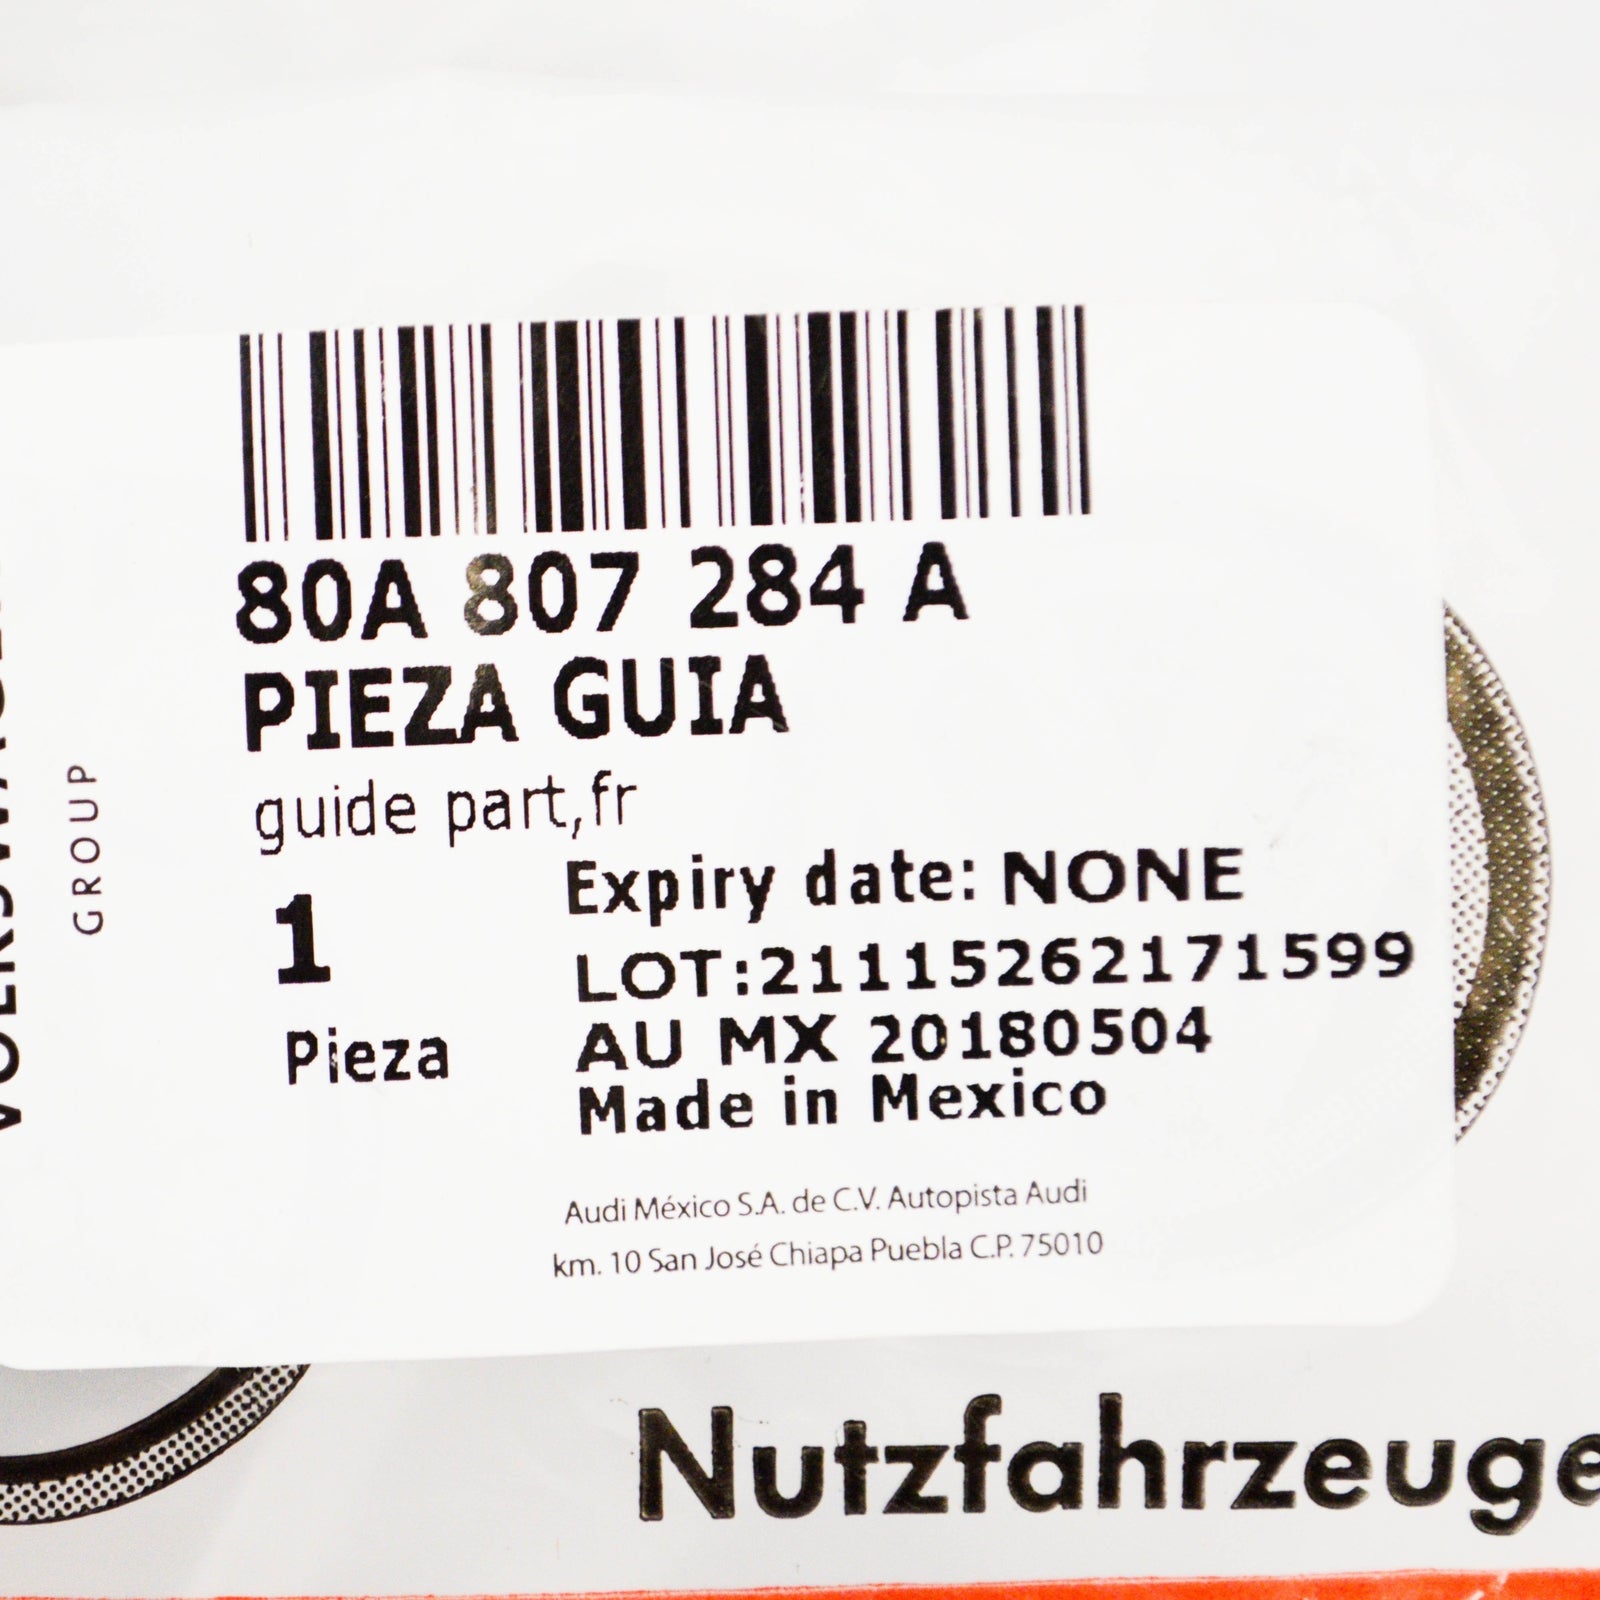 80A 807 284 A
PIEZA GUIA
guide part,fr
1
Pieza
Expiry date: NONE
LOT:21115262171599
AU MX 20180504
Made in Mexico
Audi México S.A. de C.V. Autopista Audi
km. 10 San José Chiapa Puebla C.P. 75010
GROUP
Nutzfahrzeuge